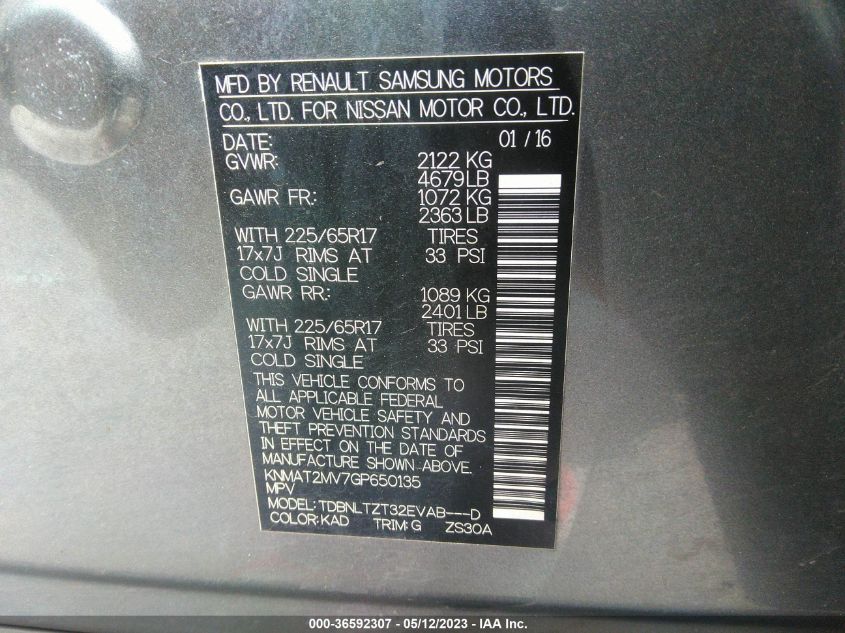 MFD BY RENAULT SAMSUNG MOTORS
CO., LTD. FOR NISSAN MOTOR CO., LTD.
DATE: 01 / 16
GVWR: 2122 KG
4679 LB
GAWR FR.: 1072 KG
2363 LB
WITH 225/65R17 TIRES
17x7J RIMS AT 33 PSI
COLD SINGLE
GAWR RR.: 1089 KG
2401 LB
WITH 225/65R17 TIRES
17x7J RIMS AT 33 PSI
COLD SINGLE
THIS VEHICLE CONFORMS TO
ALL APPLICABLE FEDERAL
MOTOR VEHICLE SAFETY AND
THEFT PREVENTION STANDARDS
IN EFFECT ON THE DATE OF
MANUFACTURE SHOWN ABOVE.
KNMAT2MV7GP650135
MPV
MODEL: TDBNLTZT32EVAB---D
COLOR: KAD TRIM: G ZS30A
000-36592307 - 05/12/2023 - IAA Inc.